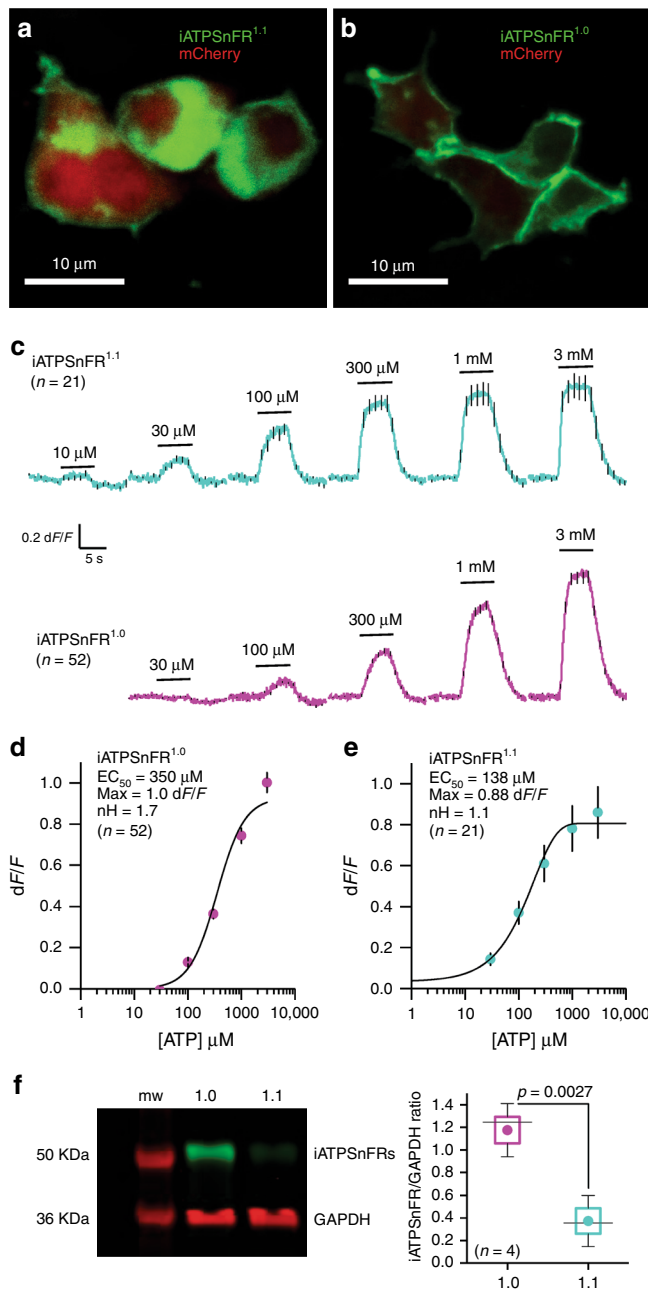 a
iATPSnFR1.1
mCherry
10 μm
b
iATPSnFR1.0
mCherry
10 μm
c
iATPSnFR1.1
(n = 21)
10 μM
30 μM
100 μM
300 μM
1 mM
3 mM
0.2 dF/F
5 s
iATPSnFR1.0
(n = 52)
30 μM
100 μM
300 μM
1 mM
3 mM
d
iATPSnFR1.0
EC50 = 350 μM
Max = 1.0 dF/F
nH = 1.7
(n = 52)
dF/F
1.0
0.8
0.6
0.4
0.2
0.0
1 10 100 1000 10,000
[ATP] μM
e
iATPSnFR1.1
EC50 = 138 μM
Max = 0.88 dF/F
nH = 1.1
(n = 21)
dF/F
1.0
0.8
0.6
0.4
0.2
0.0
1 10 100 1000 10,000
[ATP] μM
f
mw 1.0 1.1
50 KDa
iATPSnFRs
36 KDa
GAPDH
iATPSnFR/GAPDH ratio
p = 0.0027
1.4
1.2
1.0
0.8
0.6
0.4
0.2
0.0
(n = 4)
1.0 1.1